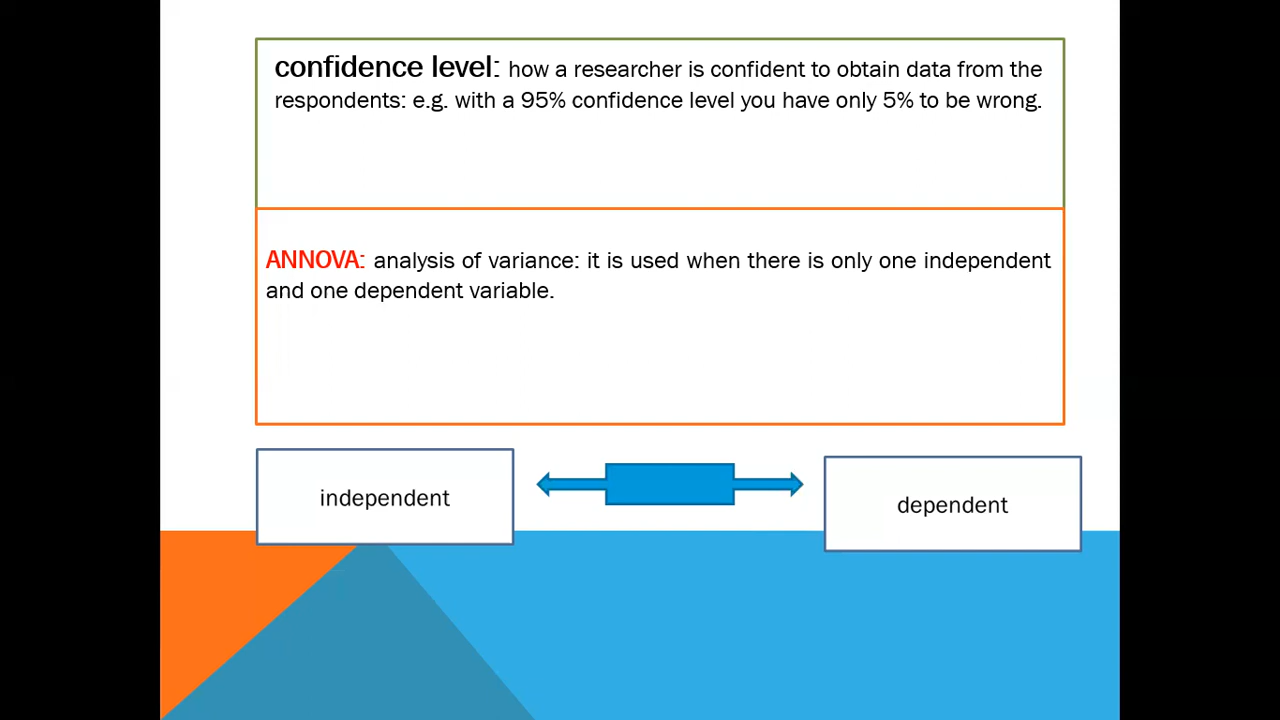 confidence level: how a researcher is confident to obtain data from the
respondents: e.g. with a 95% confidence level you have only 5% to be wrong.
ANNOVA: analysis of variance: it is used when there is only one independent
and one dependent variable.
independent
dependent